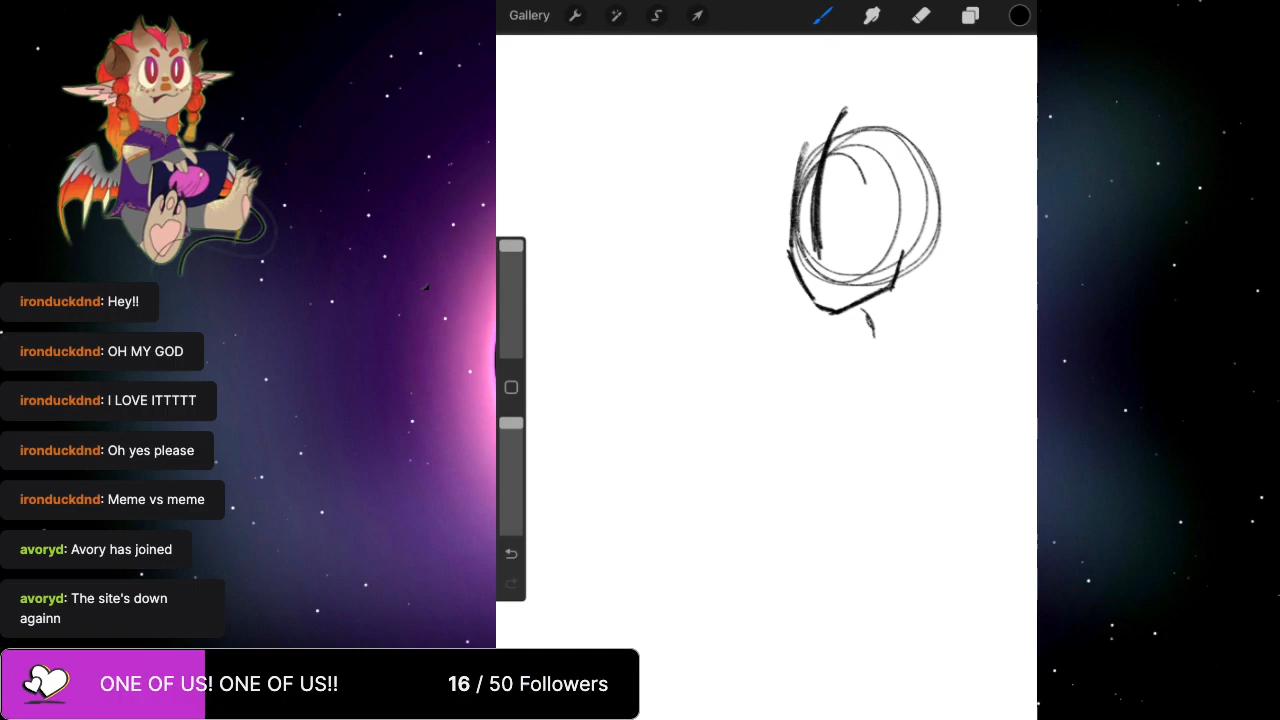 Gallery
ironduckdnd: Hey!!
ironduckdnd: OH MY GOD
ironduckdnd: I LOVE ITTTTT
ironduckdnd: Oh yes please
ironduckdnd: Meme vs meme
avoryd: Avory has joined
avoryd: The site's down
againn
ONE OF US! ONE OF US!! 16 / 50 Followers